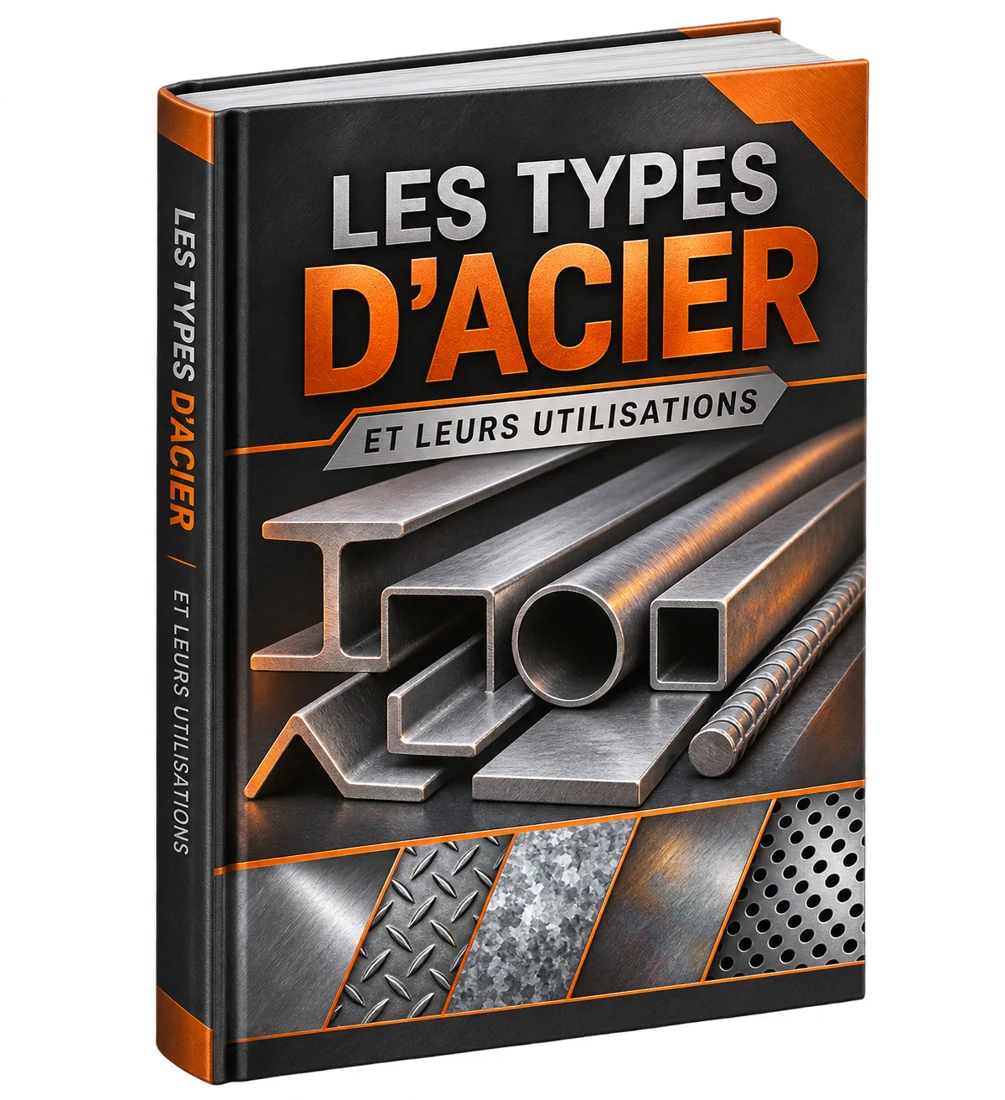 LES TYPES
D'ACIER
ET LEURS UTILISATIONS
LES TYPES D'ACIER | ET LEURS UTILISATIONS